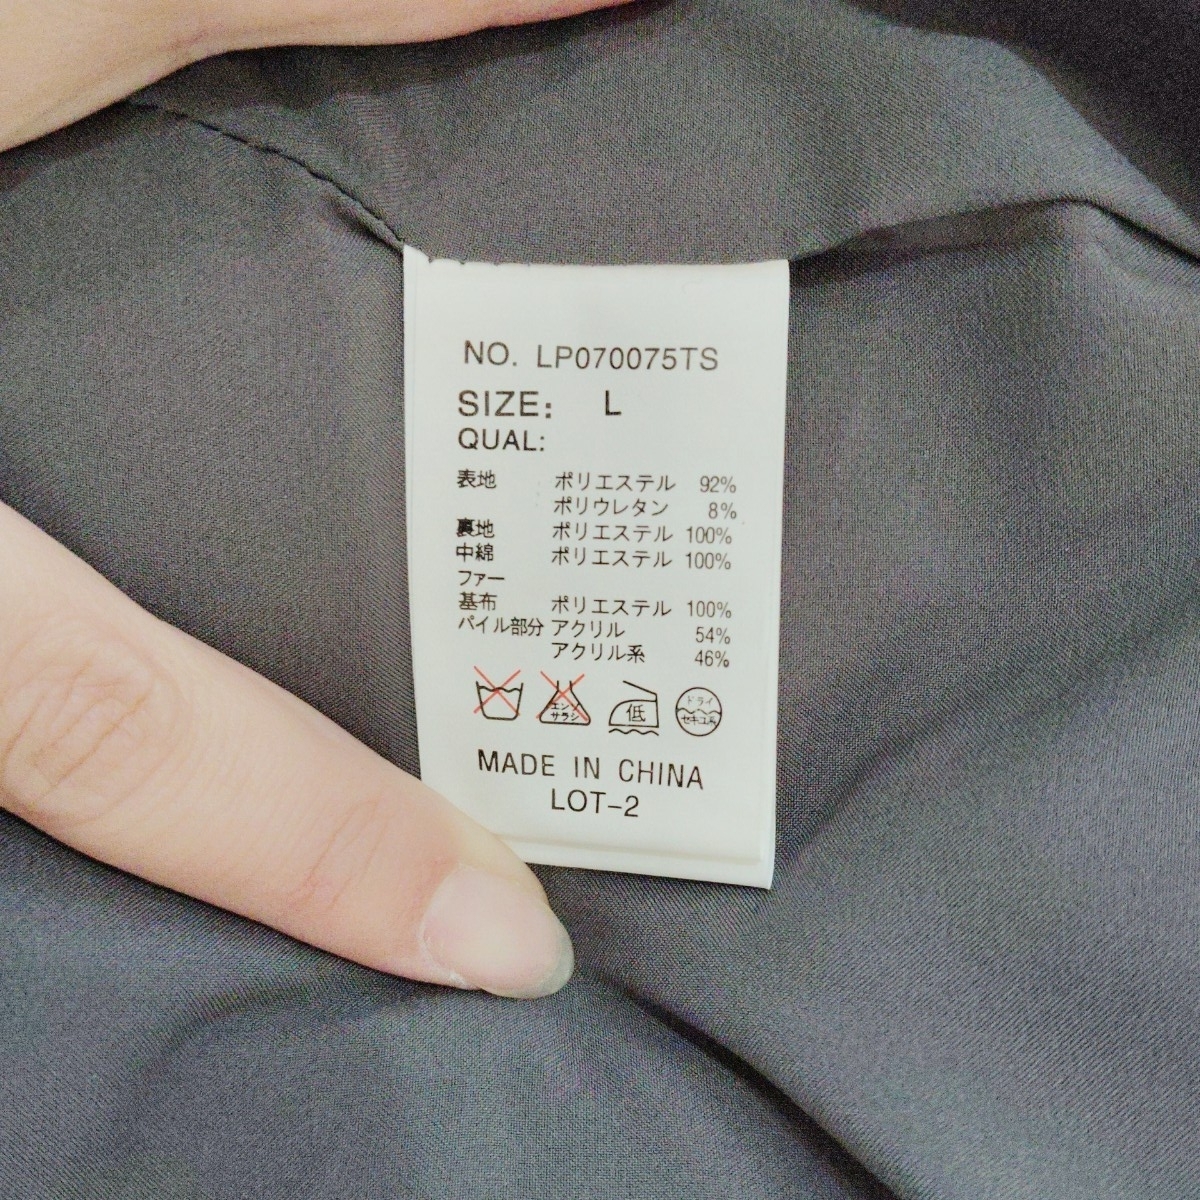 NO. LP070075TS
SIZE: L
QUAL:
表地 ポリエステル 92%
ポリウレタン 8%
裏地 ポリエステル 100%
中綿 ポリエステル 100%
ファー
基布 ポリエステル 100%
パイル部分 アクリル 54%
アクリル系 46%
エンソ サラシ 低 ドライ セキユ系
MADE IN CHINA
LOT-2